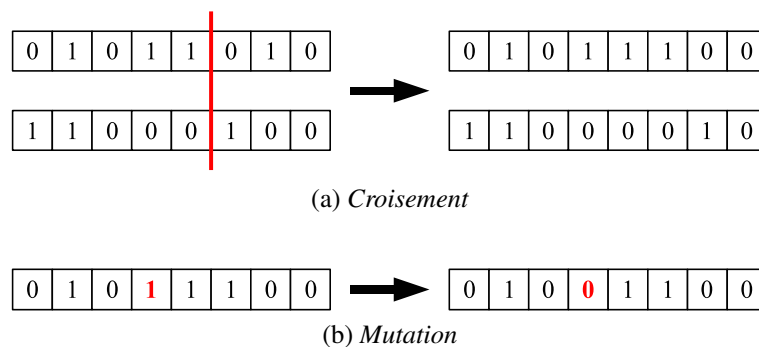 0 1 0 1 1 0 1 0 0 1 0 1 1 1 0 0
1 1 0 0 0 1 0 0 1 1 0 0 0 0 1 0
(a) Croisement
0 1 0 1 1 1 0 0 0 1 0 0 1 1 0 0
(b) Mutation